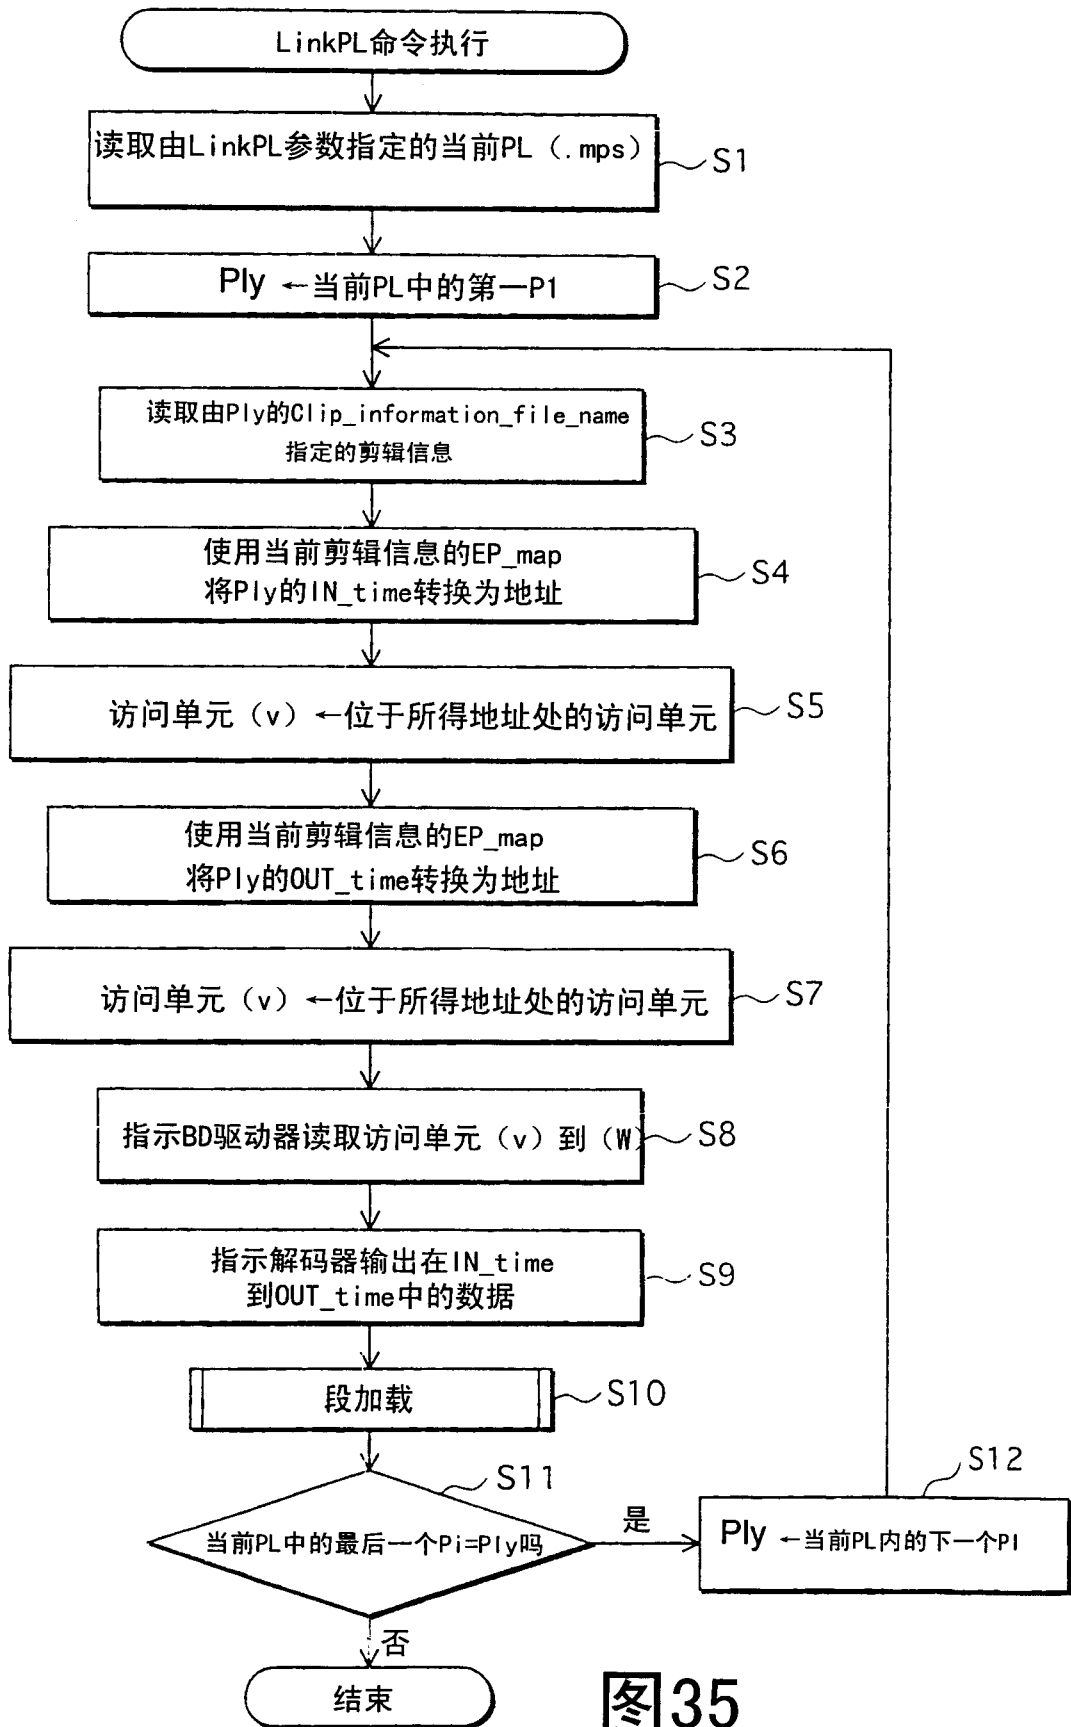 LinkPL命令执行
读取由LinkPL参数指定的当前PL（.mps）
S1
Ply ←当前PL中的第一P1
S2
读取由Ply的Clip_information_file_name
指定的剪辑信息
S3
使用当前剪辑信息的EP_map
将Ply的IN_time转换为地址
S4
访问单元（v）←位于所得地址处的访问单元
S5
使用当前剪辑信息的EP_map
将Ply的OUT_time转换为地址
S6
访问单元（v）←位于所得地址处的访问单元
S7
指示BD驱动器读取访问单元（v）到（W）
S8
指示解码器输出在IN_time
到OUT_time中的数据
S9
段加载
S10
S11
当前PL中的最后一个Pi=Ply吗
是
S12
Ply ←当前PL内的下一个PI
否
结束
图35